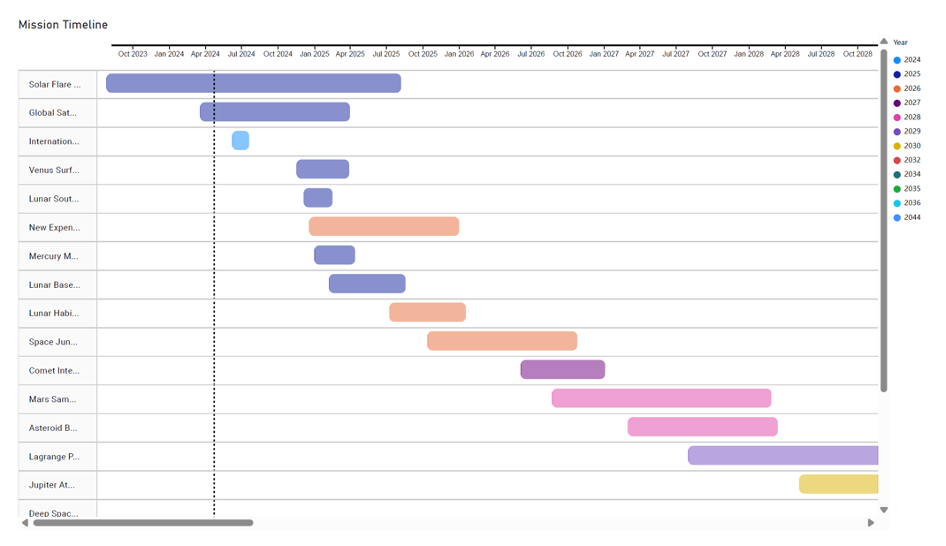 Mission Timeline
Oct 2023 Jan 2024 Apr 2024 Jul 2024 Oct 2024 Jan 2025 Apr 2025 Jul 2025 Oct 2025 Jan 2026 Apr 2026 Jul 2026 Oct 2026 Jan 2027 Apr 2027 Jul 2027 Oct 2027 Jan 2028 Apr 2028 Jul 2028 Oct 2028
Solar Flare ...
Global Sat...
Internation...
Venus Surf...
Lunar Sout...
New Expen...
Mercury M...
Lunar Base...
Lunar Habi...
Space Jun...
Comet Inte...
Mars Sam...
Asteroid B...
Lagrange P...
Jupiter At...
Deep Spac...
Year
2024
2025
2026
2027
2028
2029
2030
2032
2034
2035
2036
2044